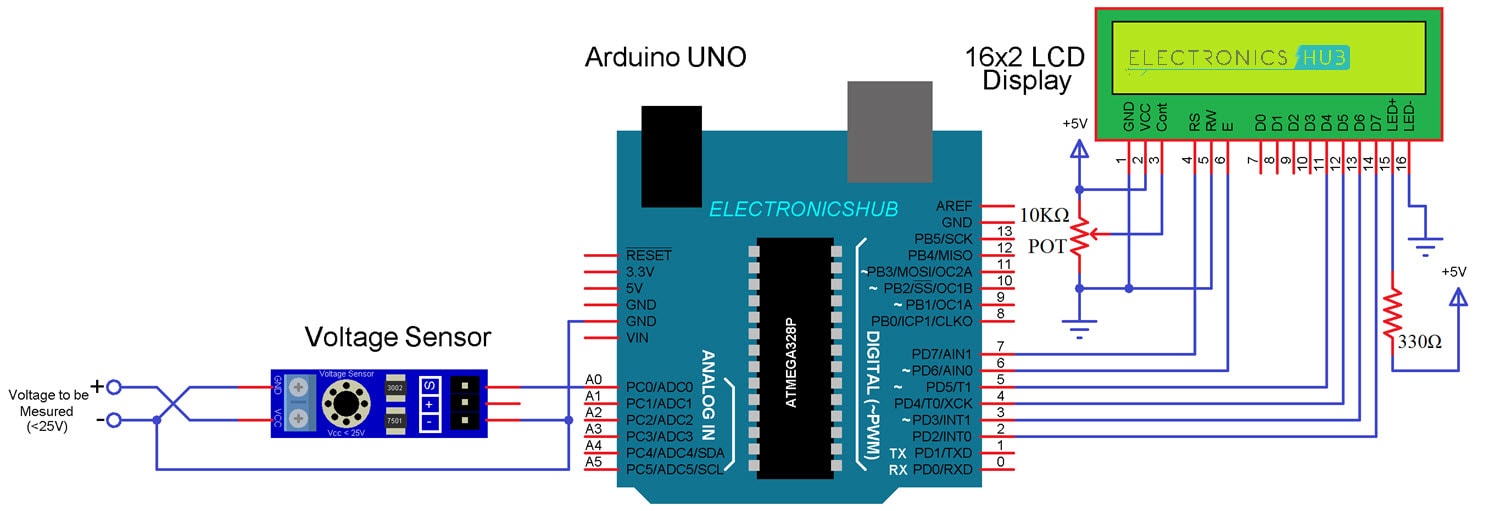 Arduino UNO
16x2 LCD
Display
ELECTRONICS HUB
GND
VCC
Cont
RS
RW
E
D0
D1
D2
D3
D4
D5
D6
D7
LED+
LED-
1
2
3
4
5
6
7
8
9
10
11
12
13
14
15
16
+5V
10KΩ
POT
+5V
330Ω
ELECTRONICSHUB
RESET
3.3V
5V
GND
GND
VIN
A0 PC0/ADC0
A1 PC1/ADC1
A2 PC2/ADC2
A3 PC3/ADC3
A4 PC4/ADC4/SDA
A5 PC5/ADC5/SCL
ANALOG IN
ATMEGA328P
DIGITAL (~PWM)
AREF
GND
PB5/SCK 13
PB4/MISO 12
~PB3/MOSI/OC2A 11
~ PB2/SS/OC1B 10
~ PB1/OC1A 9
PB0/ICP1/CLKO 8
PD7/AIN1 7
~ PD6/AIN0 6
~ PD5/T1 5
PD4/T0/XCK 4
~ PD3/INT1 3
PD2/INT0 2
TX PD1/TXD 1
RX PD0/RXD 0
Voltage Sensor
Voltage Sensor
GND
VCC
3002
7501
S
+
-
Vcc < 25V
Voltage to be
Mesured
(<25V)
+
-